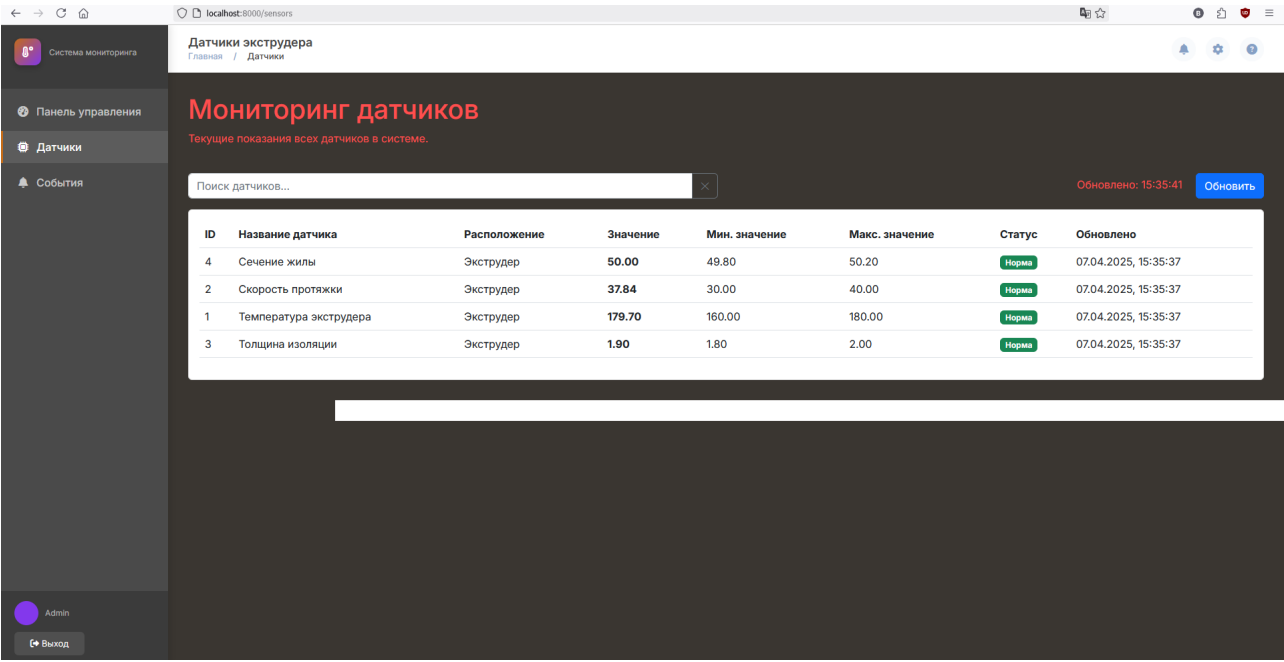 localhost:8000/sensors
Система мониторинга
Датчики экструдера
Главная / Датчики
Панель управления
Датчики
События
Мониторинг датчиков
Текущие показания всех датчиков в системе.
Поиск датчиков...
Обновлено: 15:35:41
Обновить
ID Название датчика Расположение Значение Мин. значение Макс. значение Статус Обновлено
4 Сечение жилы Экструдер 50.00 49.80 50.20 Норма 07.04.2025, 15:35:37
2 Скорость протяжки Экструдер 37.84 30.00 40.00 Норма 07.04.2025, 15:35:37
1 Температура экструдера Экструдер 179.70 160.00 180.00 Норма 07.04.2025, 15:35:37
3 Толщина изоляции Экструдер 1.90 1.80 2.00 Норма 07.04.2025, 15:35:37
Admin
Выход